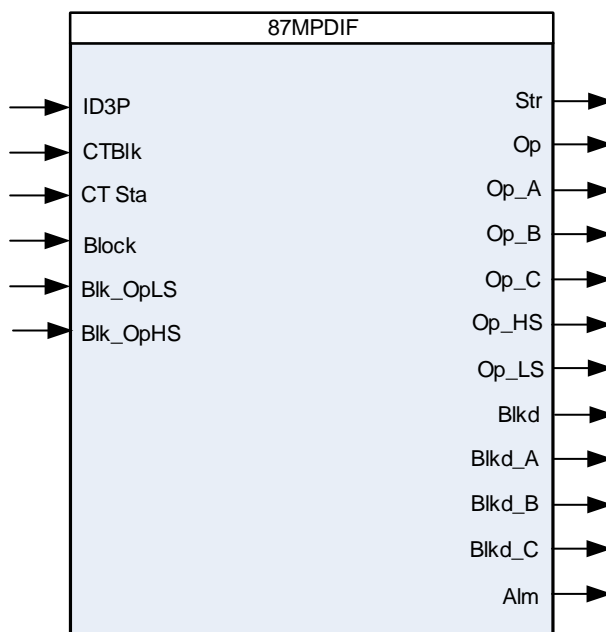 87MPDIF
ID3P
CTBlk
CT Sta
Block
Blk_OpLS
Blk_OpHS
Str
Op
Op_A
Op_B
Op_C
Op_HS
Op_LS
Blkd
Blkd_A
Blkd_B
Blkd_C
Alm